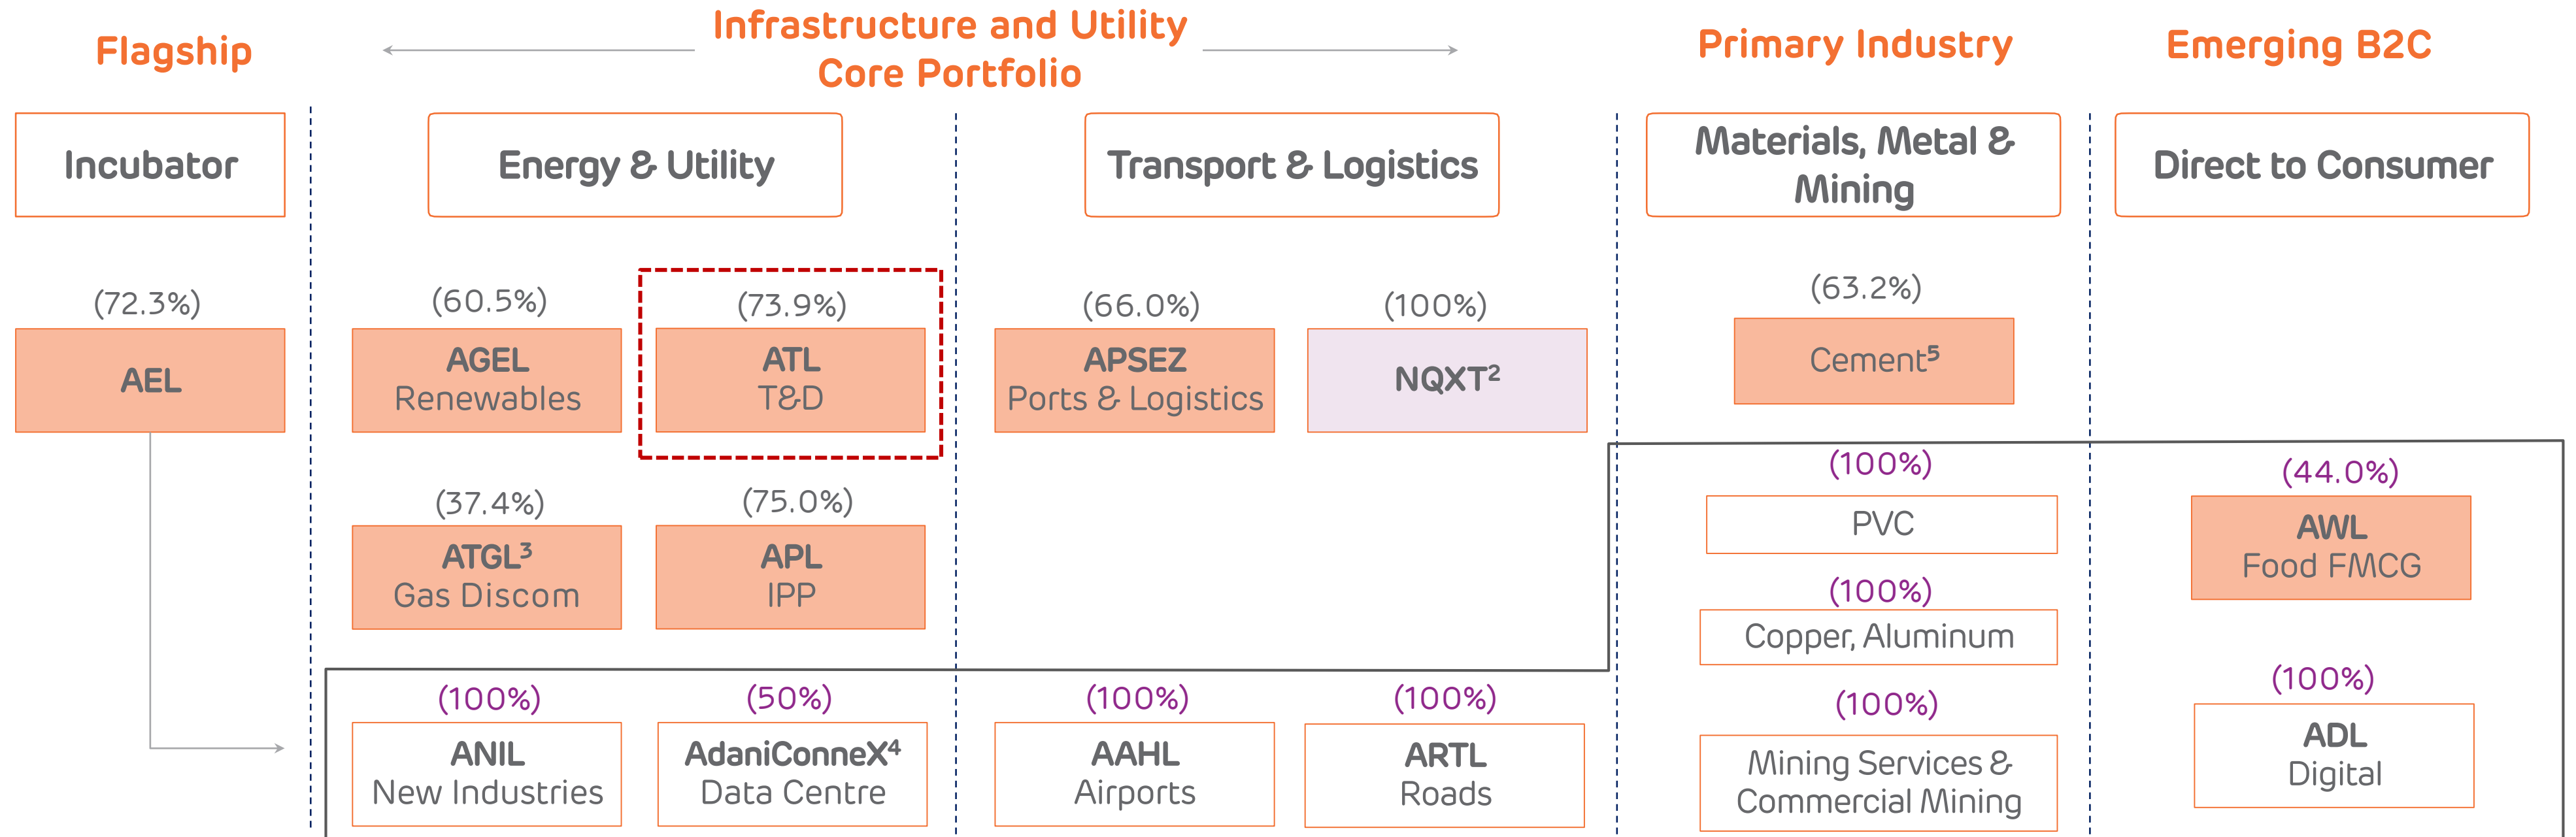 Flagship
Infrastructure and Utility
Core Portfolio
Primary Industry
Emerging B2C
Incubator
Energy & Utility
Transport & Logistics
Materials, Metal &
Mining
Direct to Consumer
(72.3%)
AEL
(60.5%)
AGEL
Renewables
(73.9%)
ATL
T&D
(66.0%)
APSEZ
Ports & Logistics
(100%)
NQXT²
(63.2%)
Cement⁵
(37.4%)
ATGL³
Gas Discom
(75.0%)
APL
IPP
(100%)
PVC
(100%)
Copper, Aluminum
(100%)
Mining Services &
Commercial Mining
(44.0%)
AWL
Food FMCG
(100%)
ADL
Digital
(100%)
ANIL
New Industries
(50%)
AdaniConneX⁴
Data Centre
(100%)
AAHL
Airports
(100%)
ARTL
Roads